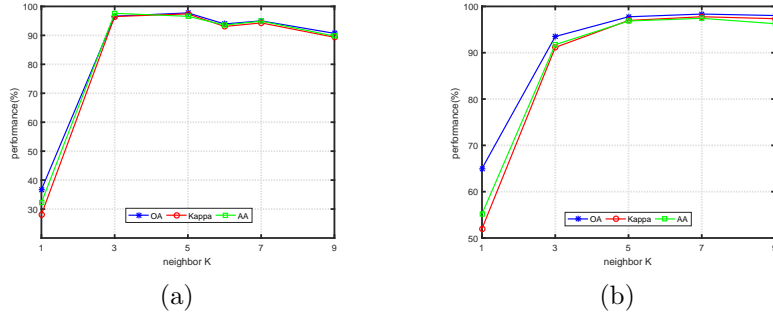 100
90
80
70
60
50
40
30
performance(%)
OA Kappa AA
1 3 5 7 9
neighbor K
(a)
100
90
80
70
60
50
performance(%)
OA Kappa AA
1 3 5 7 9
neighbor K
(b)